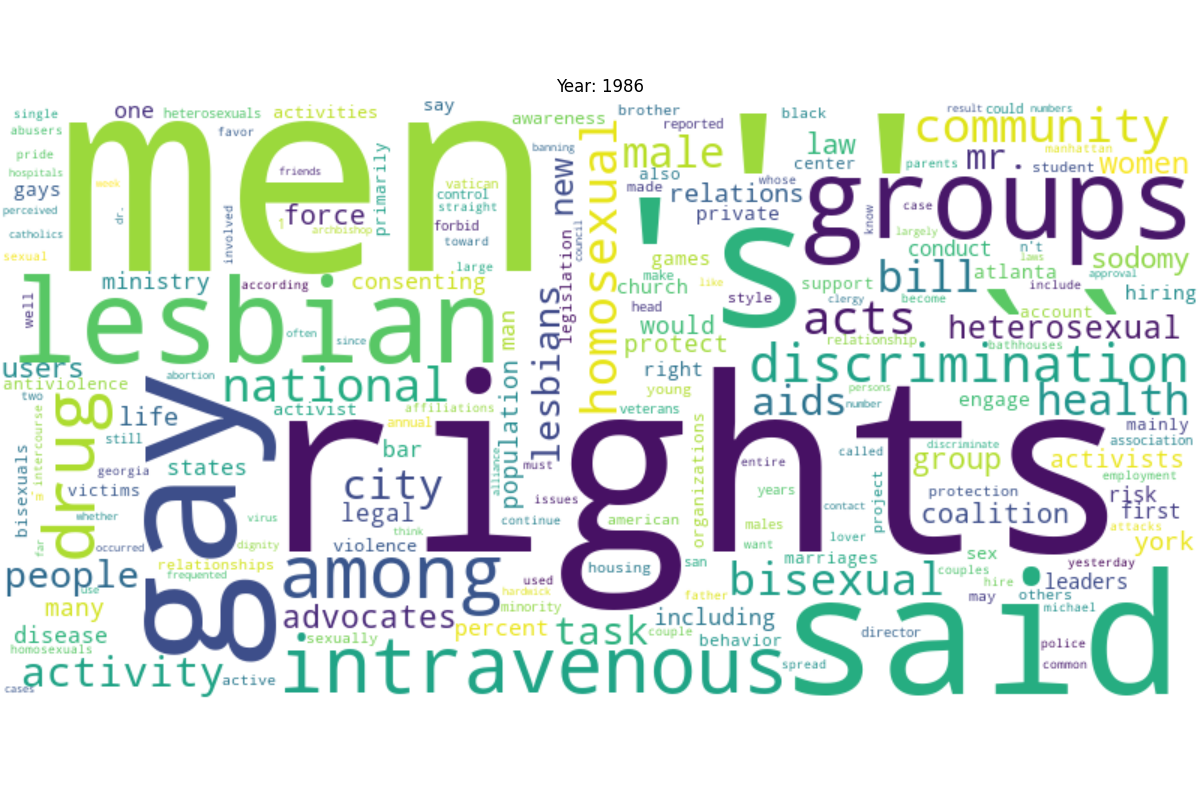 Year: 1986
single
one
heterosexuals
activities
say
awareness
brother
reported
black
result
could
numbers
community
abusers
men
favor
banning
homosexual
male
''
law
manhattan
pride
friends
primarily
new
also
whose
center
parents
mr.
student
women
hospitals
gays
week
vatican
control
straight
made
relations
groups
perceived
dr.
force
forbid
private
case
know
catholics
involved
1
archbishop
toward
council
's
largely
conduct
n't
laws
approval
sodomy
sexual
large
legislation
games
support
bill
atlanta
include
hiring
ministry
according
consenting
make
church
like
style
clergy
become
``
well
lesbian
man
head
acts
account
heterosexual
often
since
would
protect
relationship
bathhouses
users
abortion
national
lesbians
right
discrimination
antiviolence
gay
young
persons
two
drug
life
activist
affiliations
population
veterans
aids
number
engage
health
still
annual
rights
organizations
mainly
m intercourse
bar
called
discriminate
association
bisexuals
georgia
states
must
entire
group
activists
victims
city
alliance
issues
years
project
protection
employment
risk
whether
virus
legal
continue
american
contact
coalition
first
attacks
far
occurred
dignity
think
males
lover
york
relationships
violence
want
sex
yesterday
people
frequented
among
housing
san
marriages
couples
use
used
hardwick
bisexual
hire
leaders
many
minority
father
may
others
michael
advocates
percent
task
including
said
disease
sexually
couple
behavior
director
police
homosexuals
activity
active
intravenous
spread
common
cases